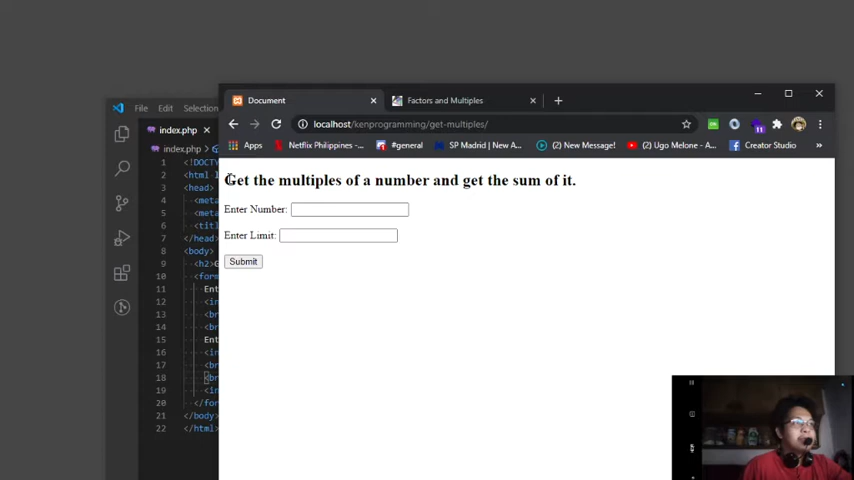 File Edit Selection
index.php ×
index.php
1 <!DOCTY
2 <html l
3 <head>
4 <meta
5 <meta
6 <titl
7 </head>
8 <body>
9 <h2>G
10 <form
11 Ent
12 <in
13 <br
14 <br
15 Ent
16 <in
17 <br
18 <br
19 <in
20 </for
21 </body>
22 </html>
Document ×
Factors and Multiples ×
localhost/kenprogramming/get-multiples/
11
Apps Netflix Philippines -... #general SP Madrid | New A... (7) New Message! (1) Ugo Melone - A... Creator Studio »
Get the multiples of a number and get the sum of it.
Enter Number:
Enter Limit:
Submit